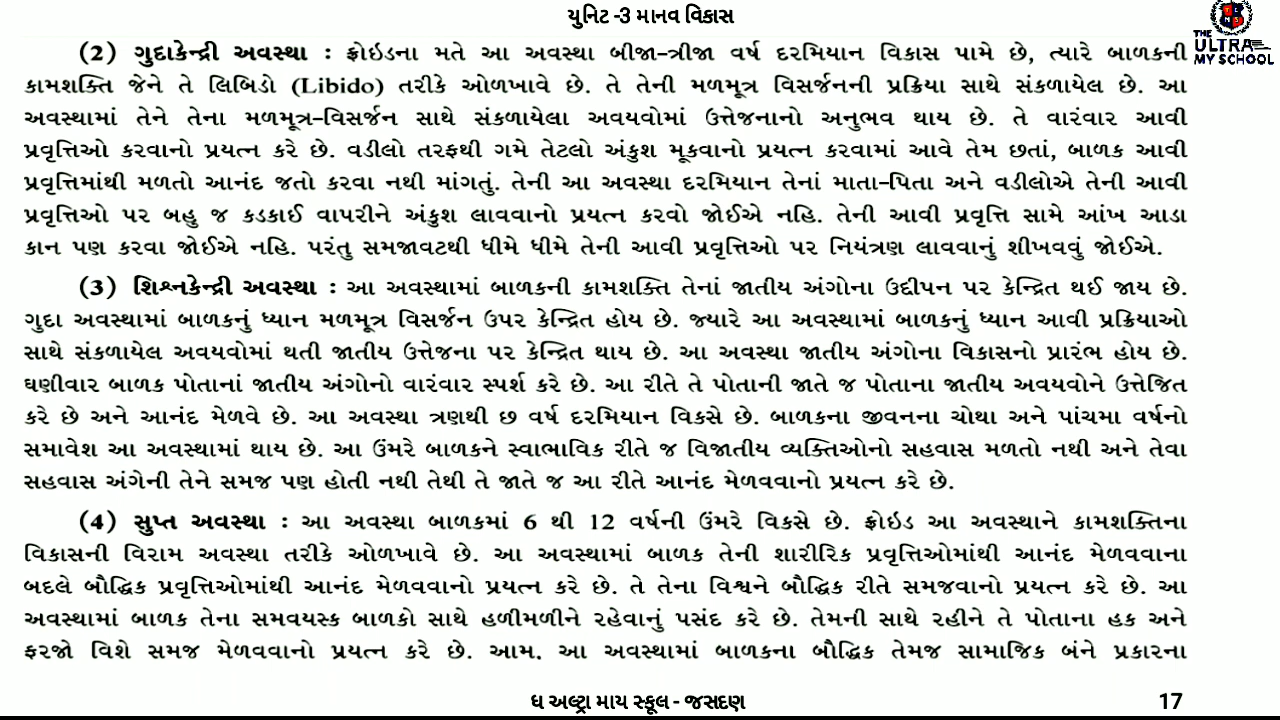 યુનિટ -3 માનવ વિકાસ
THE
ULTRA
MY SCHOOL
(2) ગુદાકેન્દ્રી અવસ્થા : ફ્રોઇડના મતે આ અવસ્થા બીજા-ત્રીજા વર્ષ દરમિયાન વિકાસ પામે છે, ત્યારે બાળકની
કામશક્તિ જેને તે લિબિડો (Libido) તરીકે ઓળખાવે છે. તે તેની મળમૂત્ર વિસર્જનની પ્રક્રિયા સાથે સંકળાયેલ છે. આ
અવસ્થામાં તેને તેના મળમૂત્ર-વિસર્જન સાથે સંકળાયેલા અવયવોમાં ઉત્તેજનાનો અનુભવ થાય છે. તે વારંવાર આવી
પ્રવૃત્તિઓ કરવાનો પ્રયત્ન કરે છે. વડીલો તરફથી ગમે તેટલો અંકુશ મૂકવાનો પ્રયત્ન કરવામાં આવે તેમ છતાં, બાળક આવી
પ્રવૃત્તિમાંથી મળતો આનંદ જતો કરવા નથી માંગતું. તેની આ અવસ્થા દરમિયાન તેનાં માતા-પિતા અને વડીલોએ તેની આવી
પ્રવૃત્તિઓ પર બહુ જ કડકાઈ વાપરીને અંકુશ લાવવાનો પ્રયત્ન કરવો જોઈએ નહિ. તેની આવી પ્રવૃત્તિ સામે આંખ આડા
કાન પણ કરવા જોઈએ નહિ. પરંતુ સમજાવટથી ધીમે ધીમે તેની આવી પ્રવૃત્તિઓ પર નિયંત્રણ લાવવાનું શીખવવું જોઈએ.
(3) શિશ્નકેન્દ્રી અવસ્થા : આ અવસ્થામાં બાળકની કામશક્તિ તેનાં જાતીય અંગોના ઉદ્દીપન પર કેન્દ્રિત થઈ જાય છે.
ગુદા અવસ્થામાં બાળકનું ધ્યાન મળમૂત્ર વિસર્જન ઉપર કેન્દ્રિત હોય છે. જ્યારે આ અવસ્થામાં બાળકનું ધ્યાન આવી પ્રક્રિયાઓ
સાથે સંકળાયેલ અવયવોમાં થતી જાતીય ઉત્તેજના પર કેન્દ્રિત થાય છે. આ અવસ્થા જાતીય અંગોના વિકાસનો પ્રારંભ હોય છે.
ઘણીવાર બાળક પોતાનાં જાતીય અંગોનો વારંવાર સ્પર્શ કરે છે. આ રીતે તે પોતાની જાતે જ પોતાના જાતીય અવયવોને ઉત્તેજિત
કરે છે અને આનંદ મેળવે છે. આ અવસ્થા ત્રણથી છ વર્ષ દરમિયાન વિકસે છે. બાળકના જીવનના ચોથા અને પાંચમા વર્ષનો
સમાવેશ આ અવસ્થામાં થાય છે. આ ઉંમરે બાળકને સ્વાભાવિક રીતે જ વિજાતીય વ્યક્તિઓનો સહવાસ મળતો નથી અને તેવા
સહવાસ અંગેની તેને સમજ પણ હોતી નથી તેથી તે જાતે જ આ રીતે આનંદ મેળવવાનો પ્રયત્ન કરે છે.
(4) સુપ્ત અવસ્થા : આ અવસ્થા બાળકમાં 6 થી 12 વર્ષની ઉંમરે વિકસે છે. ફ્રોઇડ આ અવસ્થાને કામશક્તિના
વિકાસની વિરામ અવસ્થા તરીકે ઓળખાવે છે. આ અવસ્થામાં બાળક તેની શારીરિક પ્રવૃત્તિઓમાંથી આનંદ મેળવવાના
બદલે બૌદ્ધિક પ્રવૃત્તિઓમાંથી આનંદ મેળવવાનો પ્રયત્ન કરે છે. તે તેના વિશ્વને બૌદ્ધિક રીતે સમજવાનો પ્રયત્ન કરે છે. આ
અવસ્થામાં બાળક તેના સમવયસ્ક બાળકો સાથે હળીમળીને રહેવાનું પસંદ કરે છે. તેમની સાથે રહીને તે પોતાના હક અને
ફરજો વિશે સમજ મેળવવાનો પ્રયત્ન કરે છે. આમ, આ અવસ્થામાં બાળકના બૌદ્ધિક તેમજ સામાજિક બંને પ્રકારના
ધ અલ્ટ્રા માય સ્કૂલ - જસદણ
17